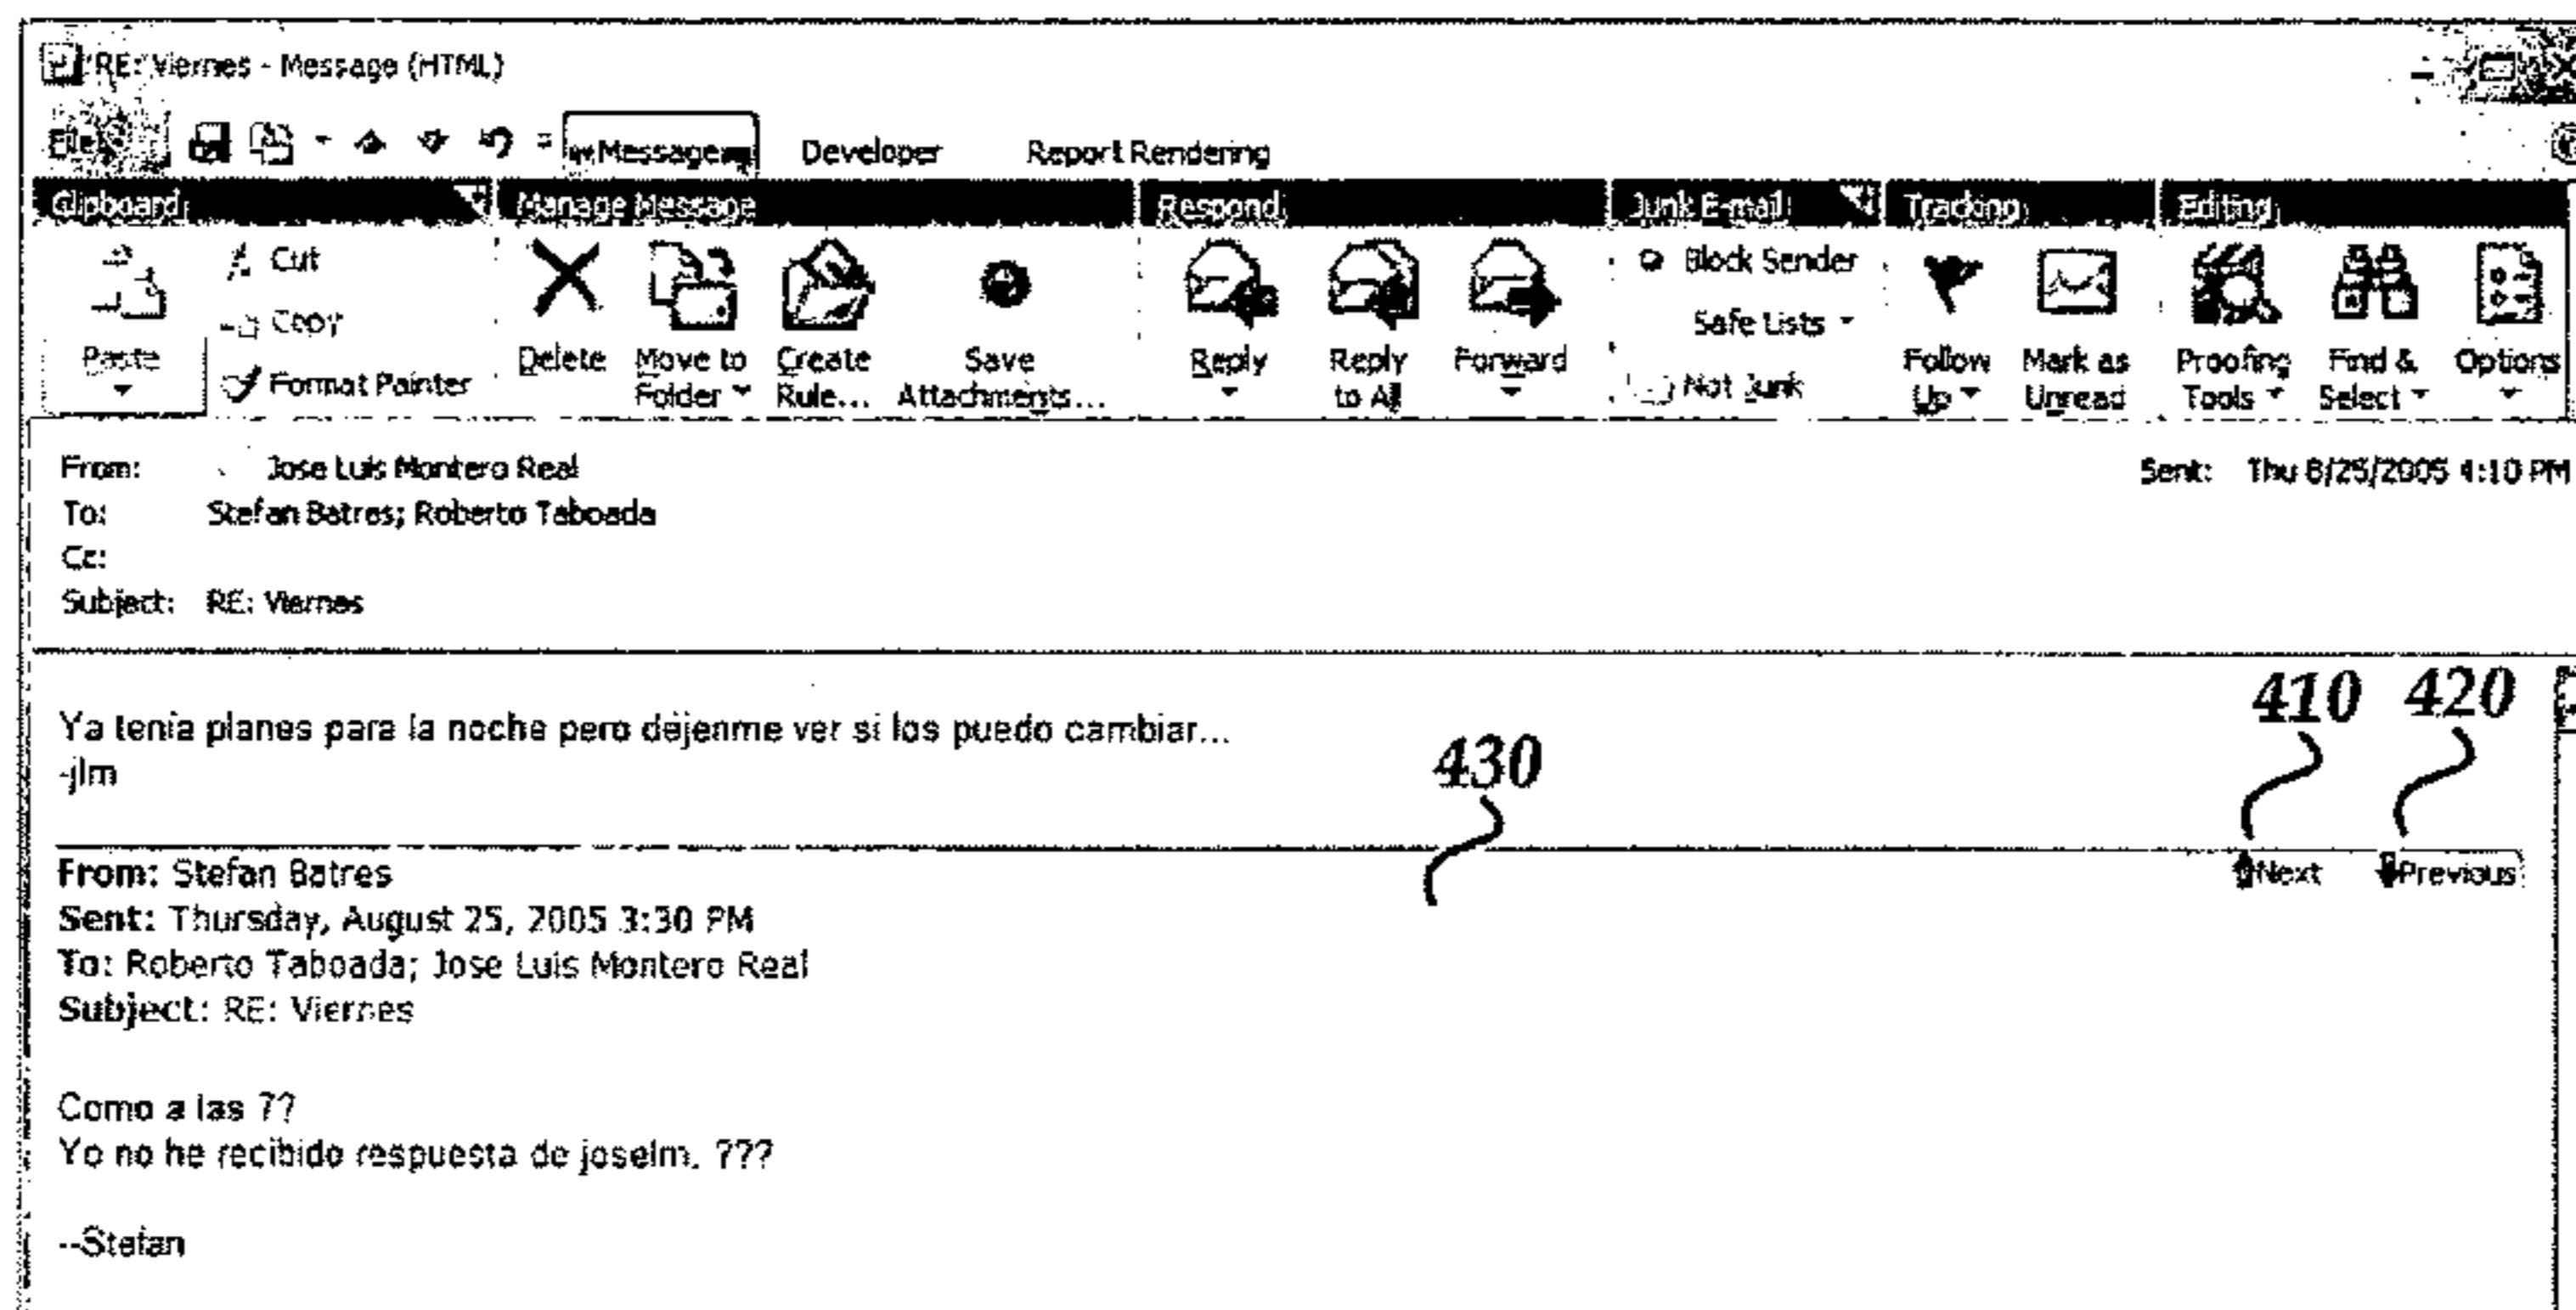 RE: Viernes - Message (HTML)
File Message Developer Report Rendering
Clipboard Manage Message Respond Junk E-mail Tracking Editing
Cut Block Sender
Copy Safe Lists
Paste Delete Move to Create Save Reply Reply Forward Follow Mark as Proofing Find & Options
Format Painter Folder Rule... Attachments... to All Not Junk Up Unread Tools Select
From: Jose Luis Montero Real Sent: Thu 8/25/2005 4:10 PM
To: Stefan Batres; Roberto Taboada
Cc:
Subject: RE: Viernes
410 420
Ya tenia planes para la noche pero dejenme ver si los puedo cambiar...
430
-jlm
From: Stefan Batres Next Previous
Sent: Thursday, August 25, 2005 3:30 PM
To: Roberto Taboada; Jose Luis Montero Real
Subject: RE: Viernes
Como a las 7?
Yo no he recibido respuesta de joselm. ???
--Stefan